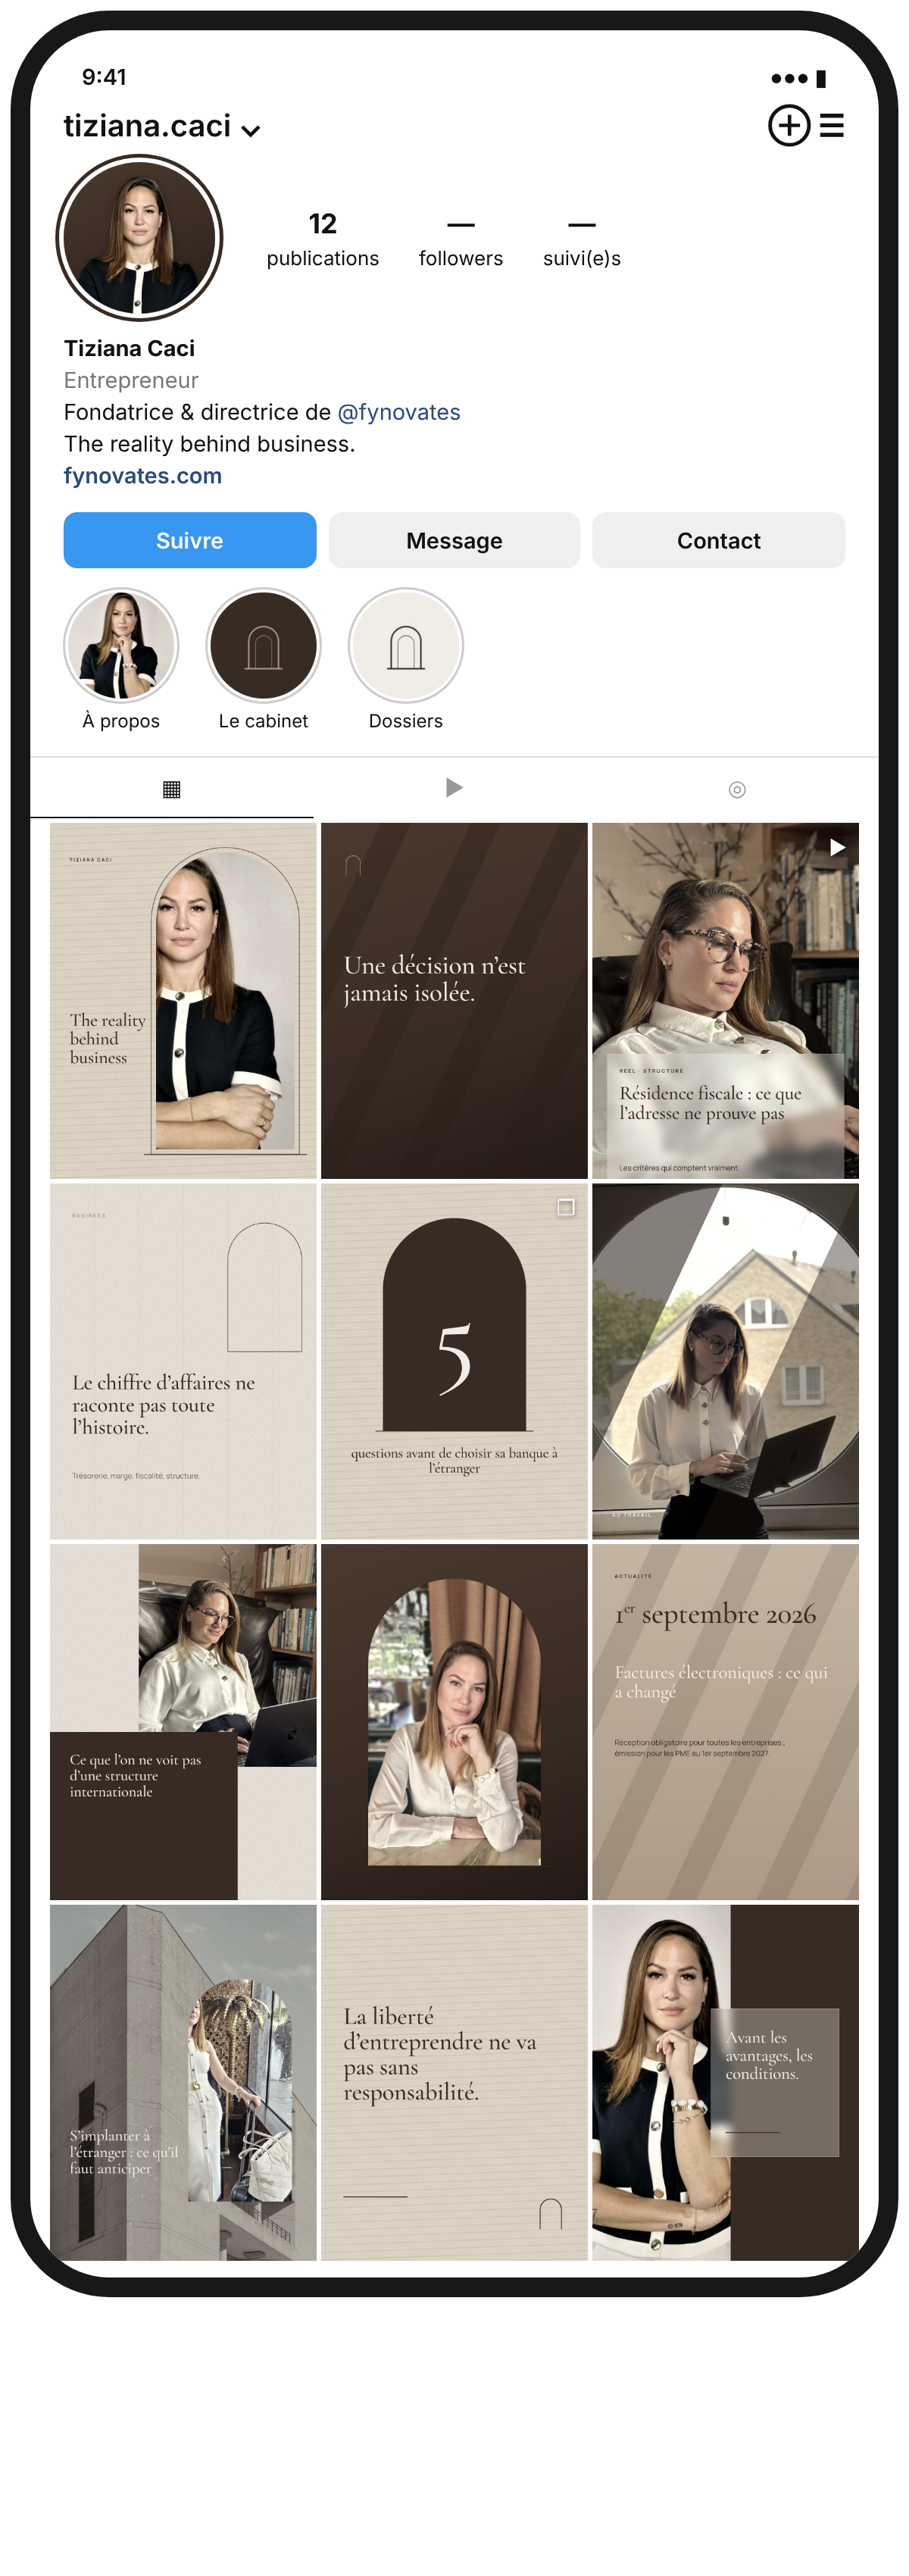 9:41
tiziana.caci
12
publications
—
followers
—
suivi(e)s
Tiziana Caci
Entrepreneur
Fondatrice & directrice de @fynovates
The reality behind business.
fynovates.com
Suivre
Message
Contact
À propos
Le cabinet
Dossiers
TIZIANA CACI
The reality
behind
business
Une décision n’est
jamais isolée.
REEL · STRUCTURE
Résidence fiscale : ce que
l’adresse ne prouve pas
Les critères qui comptent vraiment.
BUSINESS
Le chiffre d’affaires ne
raconte pas toute
l’histoire.
Trésorerie, marge, fiscalité, structure.
5
questions avant de choisir sa banque à
l’étranger
AU TRAVAIL
Ce que l’on ne voit pas
d’une structure
internationale
ACTUALITÉ
1er septembre 2026
Factures électroniques : ce qui
a changé
Réception obligatoire pour toutes les entreprises ;
émission pour les PME au 1er septembre 2027.
S’implanter à
l’étranger : ce qu’il
faut anticiper
La liberté
d’entreprendre ne va
pas sans
responsabilité.
Avant les
avantages, les
conditions.